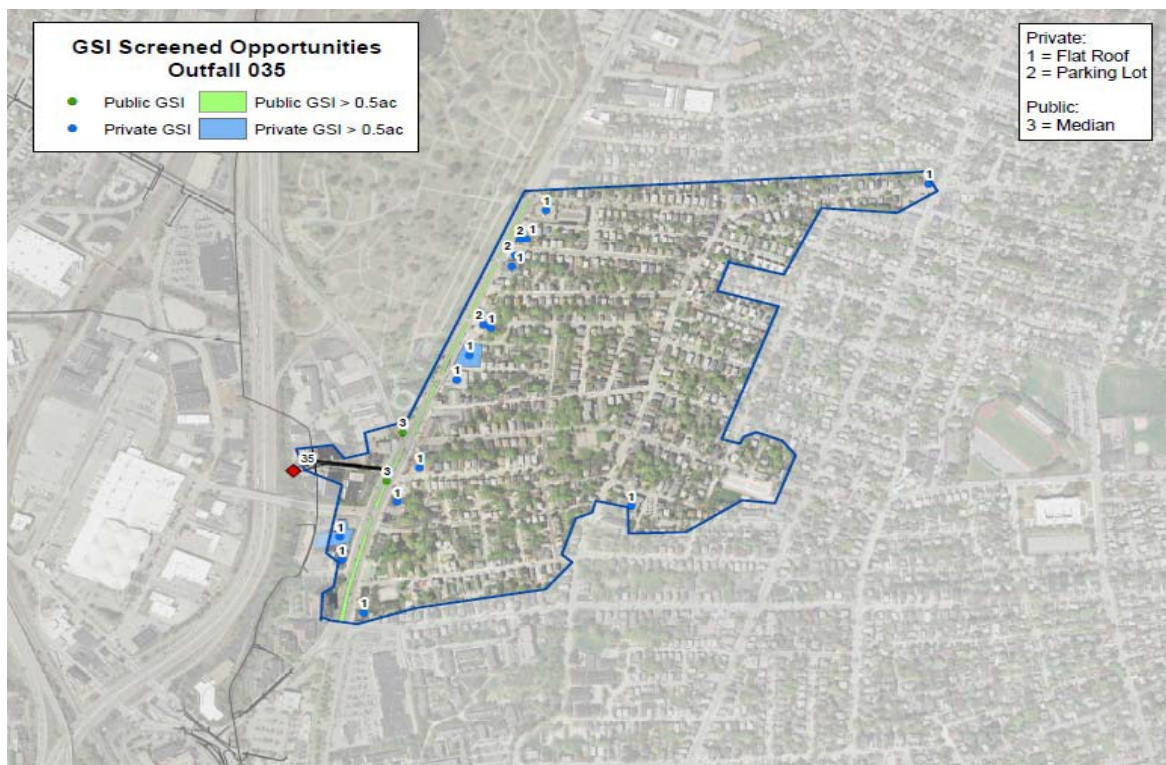 GSI Screened Opportunities
Outfall 035
Public GSI Public GSI > 0.5ac
Private GSI Private GSI > 0.5ac
Private:
1 = Flat Roof
2 = Parking Lot
Public:
3 = Median
1
1
2 1
2
1
2 1
1
1
3
35
3
1
1
1
1
1
1